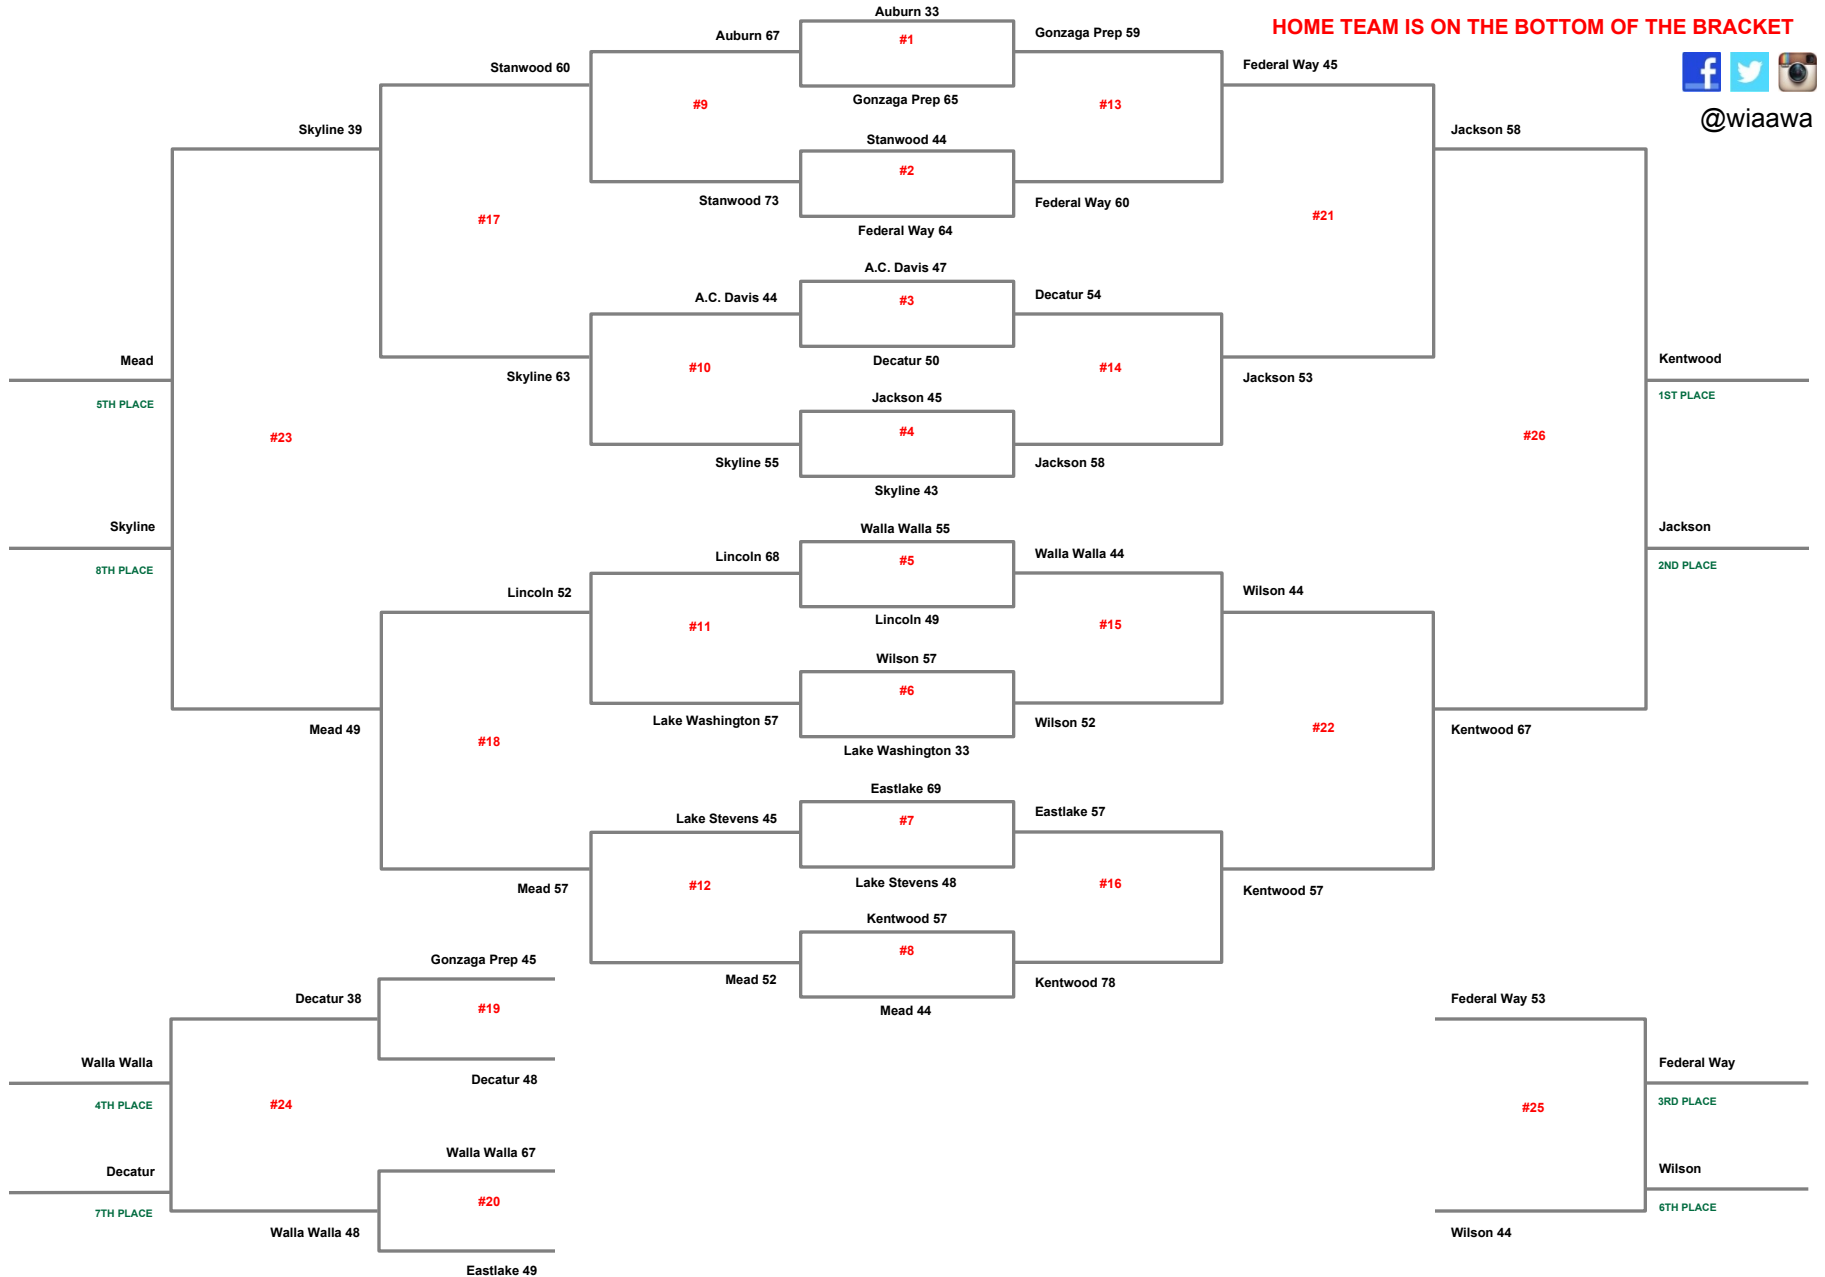 Auburn 33
HOME TEAM IS ON THE BOTTOM OF THE BRACKET
Auburn 67
#1
Gonzaga Prep 59
Stanwood 60
Federal Way 45
#9
Gonzaga Prep 65
#13
@wiaawa
Skyline 39
Stanwood 44
Jackson 58
#2
Stanwood 73
Federal Way 60
#17
#21
Federal Way 64
A.C. Davis 47
A.C. Davis 44
#3
Decatur 54
Mead
Decatur 50
Kentwood
#10
#14
Skyline 63
Jackson 53
5TH PLACE
Jackson 45
1ST PLACE
#23
#4
#26
Skyline 55
Jackson 58
Skyline 43
Skyline
Walla Walla 55
Jackson
Lincoln 68
#5
Walla Walla 44
8TH PLACE
2ND PLACE
Lincoln 52
Wilson 44
#11
Lincoln 49
#15
Wilson 57
#6
Mead 49
Lake Washington 57
Wilson 52
#22
Kentwood 67
#18
Lake Washington 33
Eastlake 69
Lake Stevens 45
#7
Eastlake 57
Mead 57
#12
Lake Stevens 48
#16
Kentwood 57
Kentwood 57
Gonzaga Prep 45
#8
Mead 52
Kentwood 78
Decatur 38
#19
Mead 44
Federal Way 53
Walla Walla
Federal Way
Decatur 48
4TH PLACE
#24
#25
3RD PLACE
Walla Walla 67
Decatur
Wilson
#20
7TH PLACE
6TH PLACE
Walla Walla 48
Wilson 44
Eastlake 49